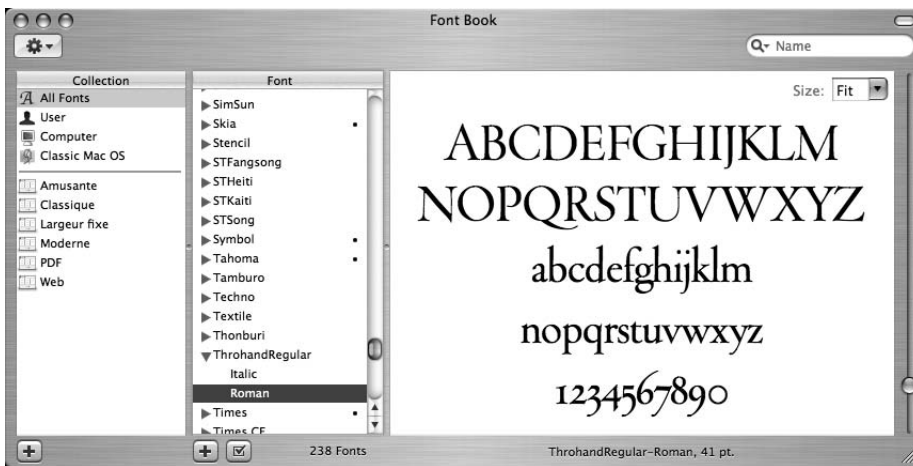 Font Book
Name
Collection
All Fonts
User
Computer
Classic Mac OS
Amusante
Classique
Largeur fixe
Moderne
PDF
Web
Font
SimSun
Skia
Stencil
STFangsong
STHeiti
STKaiti
STSong
Symbol
Tahoma
Tamburo
Techno
Textile
Thonburi
ThrohandRegular
Italic
Roman
Times
Times CE
238 Fonts
Size: Fit
ABCDEFGHIJKLM
NOPQRSTUVWXYZ
abcdefghijklm
nopqrstuvwxyz
1234567890
ThrohandRegular-Roman, 41 pt.